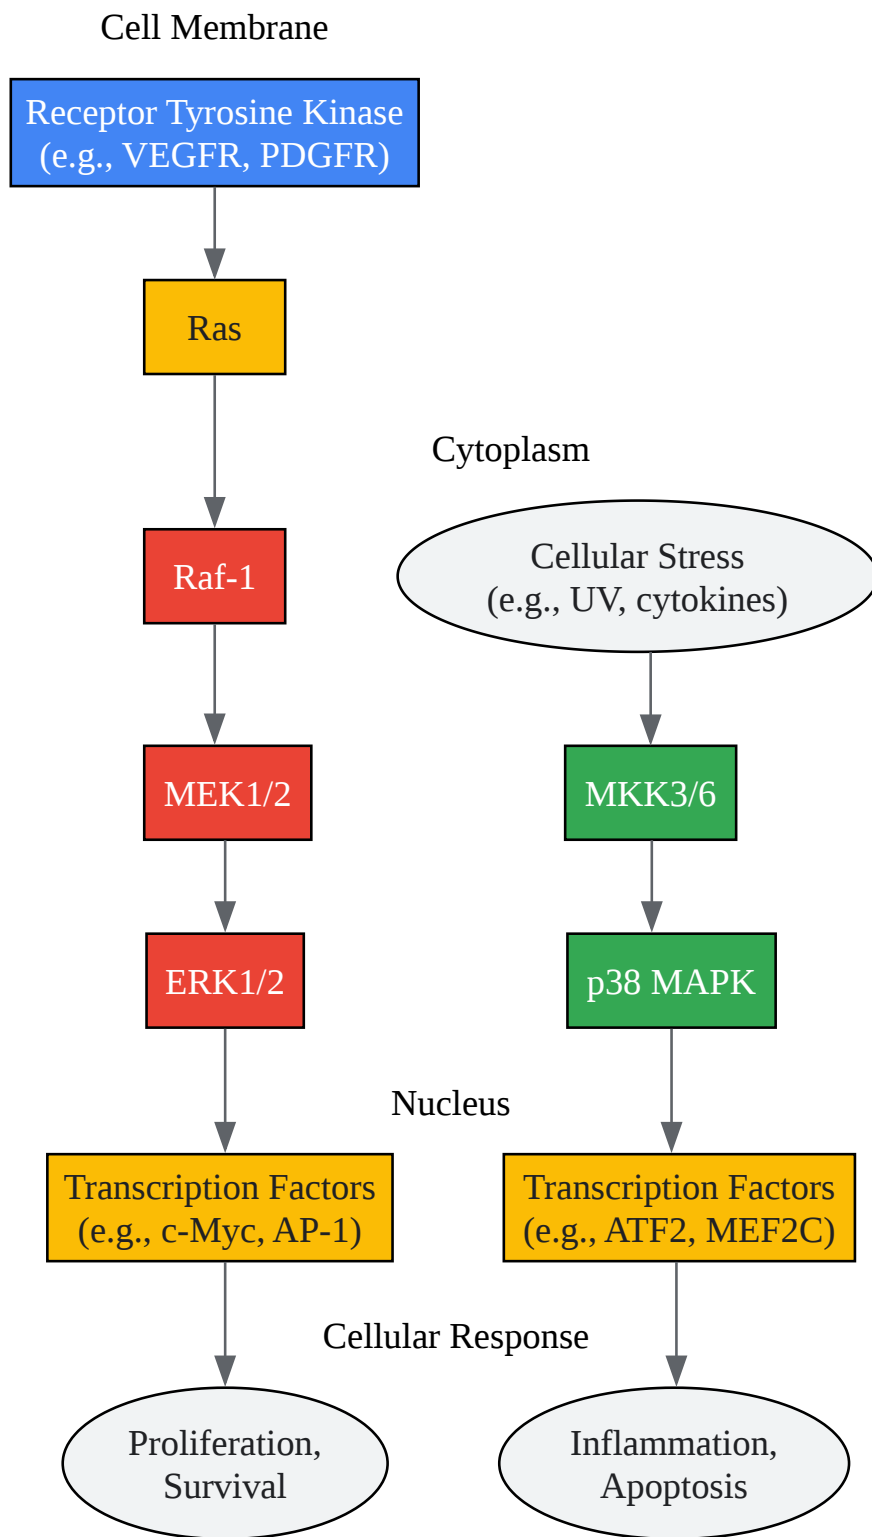 Cell Membrane
Receptor Tyrosine Kinase
(e.g., VEGFR, PDGFR)
Ras
Cytoplasm
Raf-1
Cellular Stress
(e.g., UV, cytokines)
MEK1/2
MKK3/6
ERK1/2
p38 MAPK
Nucleus
Transcription Factors
(e.g., c-Myc, AP-1)
Transcription Factors
(e.g., ATF2, MEF2C)
Cellular Response
Proliferation,
Survival
Inflammation,
Apoptosis